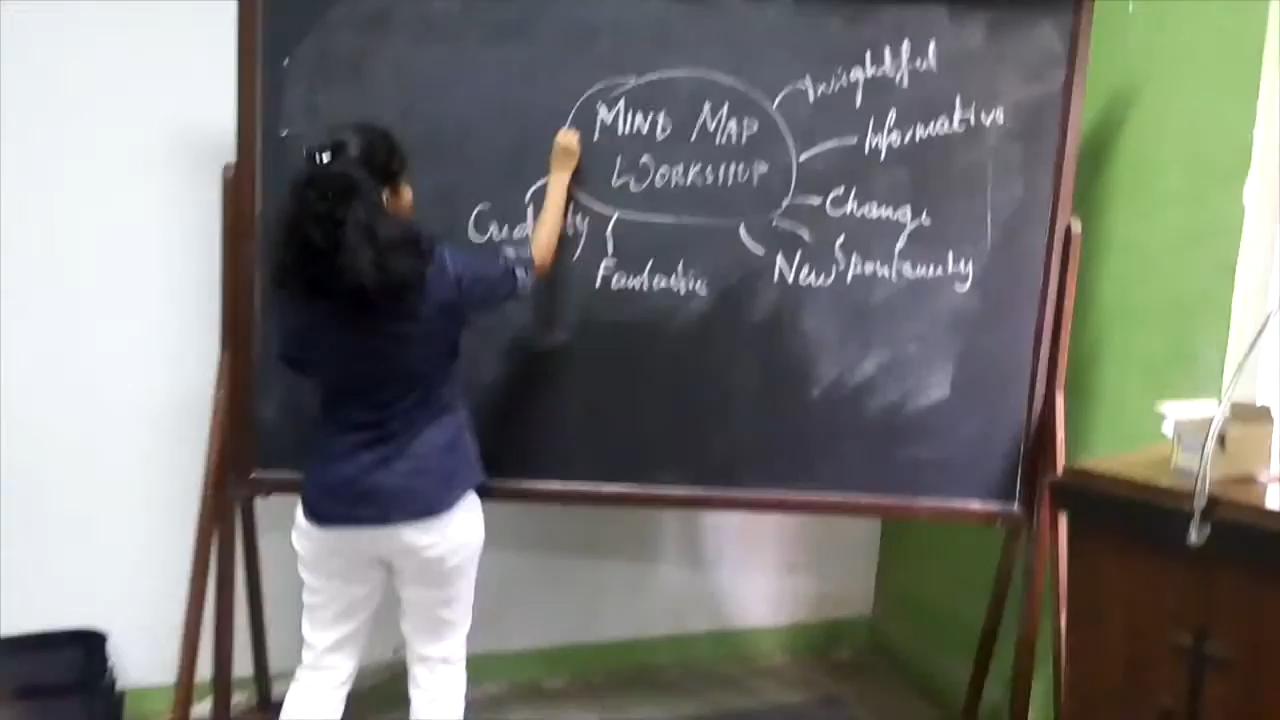 MIND MAP
WORKSHOP
Insightful
Informative
Change
Spontaneity
New
Fantastic